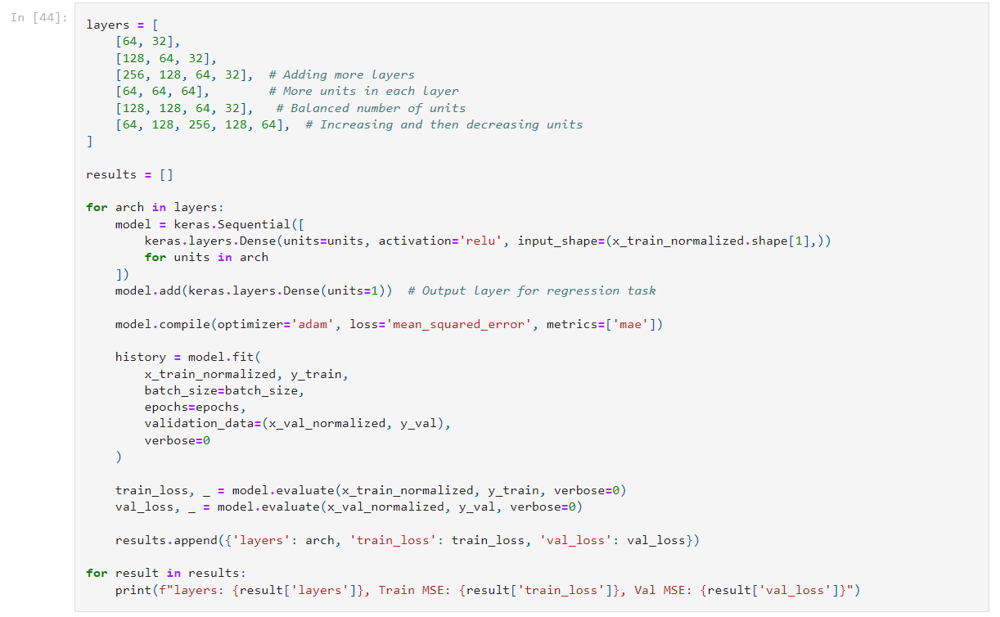 In [44]:
layers = [
    [64, 32],
    [128, 64, 32],
    [256, 128, 64, 32],  # Adding more layers
    [64, 64, 64],        # More units in each layer
    [128, 128, 64, 32],   # Balanced number of units
    [64, 128, 256, 128, 64],  # Increasing and then decreasing units
]
results = []
for arch in layers:
    model = keras.Sequential([
        keras.layers.Dense(units=units, activation='relu', input_shape=(x_train_normalized.shape[1],))
        for units in arch
    ])
    model.add(keras.layers.Dense(units=1))  # Output layer for regression task
    model.compile(optimizer='adam', loss='mean_squared_error', metrics=['mae'])
    history = model.fit(
        x_train_normalized, y_train,
        batch_size=batch_size,
        epochs=epochs,
        validation_data=(x_val_normalized, y_val),
        verbose=0
    )
    train_loss, _ = model.evaluate(x_train_normalized, y_train, verbose=0)
    val_loss, _ = model.evaluate(x_val_normalized, y_val, verbose=0)
    results.append({'layers': arch, 'train_loss': train_loss, 'val_loss': val_loss})
for result in results:
    print(f"layers: {result['layers']}, Train MSE: {result['train_loss']}, Val MSE: {result['val_loss']}")